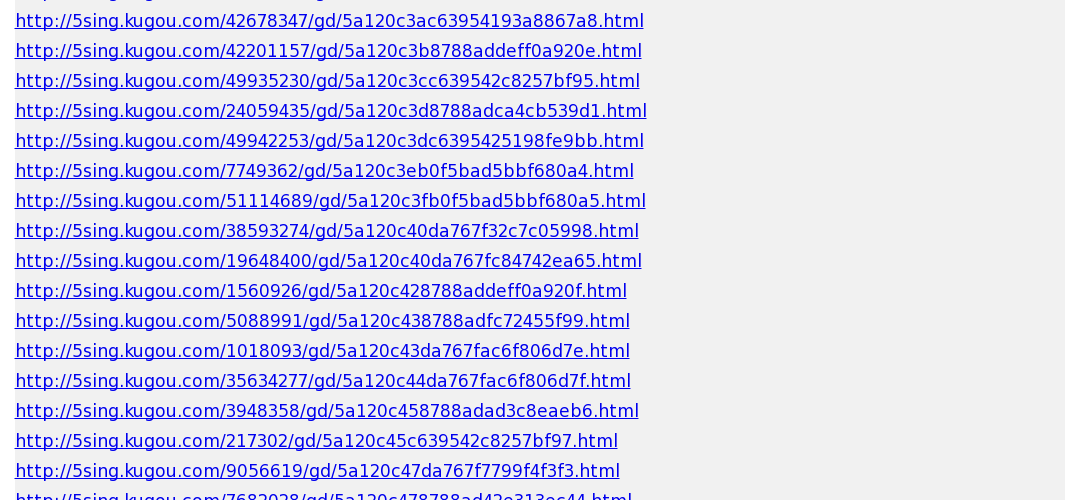 http://5sing.kugou.com/42678347/gd/5a120c3ac63954193a8867a8.html
http://5sing.kugou.com/42201157/gd/5a120c3b8788addeff0a920e.html
http://5sing.kugou.com/49935230/gd/5a120c3cc639542c8257bf95.html
http://5sing.kugou.com/24059435/gd/5a120c3d8788adca4cb539d1.html
http://5sing.kugou.com/49942253/gd/5a120c3dc6395425198fe9bb.html
http://5sing.kugou.com/7749362/gd/5a120c3eb0f5bad5bbf680a4.html
http://5sing.kugou.com/51114689/gd/5a120c3fb0f5bad5bbf680a5.html
http://5sing.kugou.com/38593274/gd/5a120c40da767f32c7c05998.html
http://5sing.kugou.com/19648400/gd/5a120c40da767fc84742ea65.html
http://5sing.kugou.com/1560926/gd/5a120c428788addeff0a920f.html
http://5sing.kugou.com/5088991/gd/5a120c438788adfc72455f99.html
http://5sing.kugou.com/1018093/gd/5a120c43da767fac6f806d7e.html
http://5sing.kugou.com/35634277/gd/5a120c44da767fac6f806d7f.html
http://5sing.kugou.com/3948358/gd/5a120c458788adad3c8eaeb6.html
http://5sing.kugou.com/217302/gd/5a120c45c639542c8257bf97.html
http://5sing.kugou.com/9056619/gd/5a120c47da767f7799f4f3f3.html